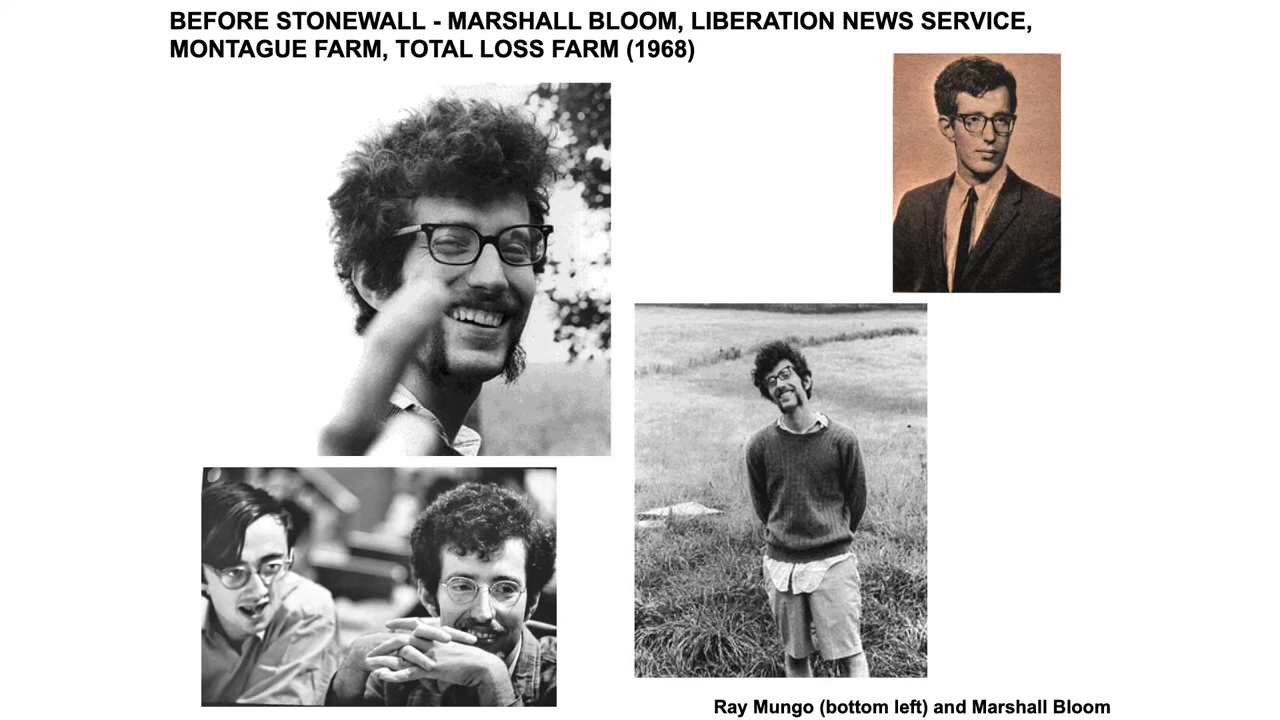 BEFORE STONEWALL - MARSHALL BLOOM, LIBERATION NEWS SERVICE,
MONTAGUE FARM, TOTAL LOSS FARM (1968)
Ray Mungo (bottom left) and Marshall Bloom